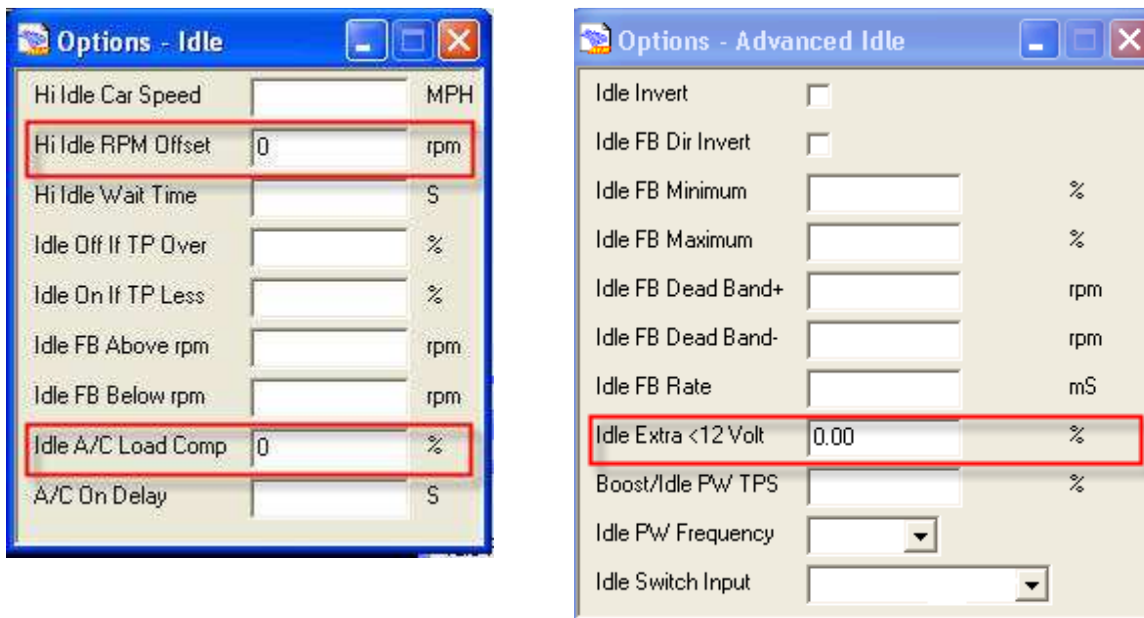 Options - Idle
Hi Idle Car Speed MPH
Hi Idle RPM Offset 0 rpm
Hi Idle Wait Time S
Idle Off If TP Over %
Idle On If TP Less %
Idle FB Above rpm rpm
Idle FB Below rpm rpm
Idle A/C Load Comp 0 %
A/C On Delay S
Options - Advanced Idle
Idle Invert
Idle FB Dir Invert
Idle FB Minimum %
Idle FB Maximum %
Idle FB Dead Band+ rpm
Idle FB Dead Band- rpm
Idle FB Rate mS
Idle Extra <12 Volt 0.00 %
Boost/Idle PW TPS %
Idle PW Frequency
Idle Switch Input